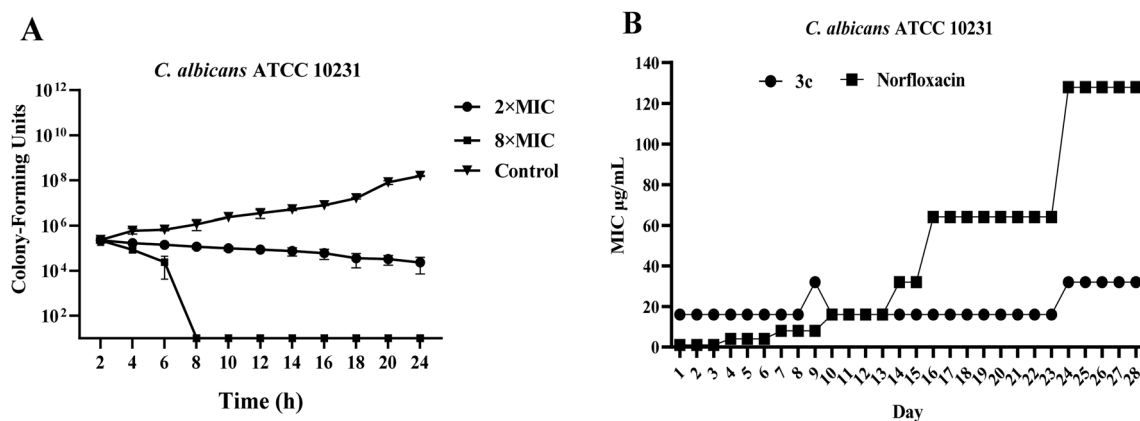 A
C. albicans ATCC 10231
Colony-Forming Units
10^12
10^10
10^8
10^6
10^4
10^2
2 4 6 8 10 12 14 16 18 20 24
Time (h)
2×MIC
8×MIC
Control
B
C. albicans ATCC 10231
3c Norfloxacin
MIC µg/mL
140
120
100
80
60
40
20
0
1 2 3 4 5 6 7 8 9 10 11 12 13 14 15 16 17 18 19 20 21 22 23 24 25 26 27 28
Day